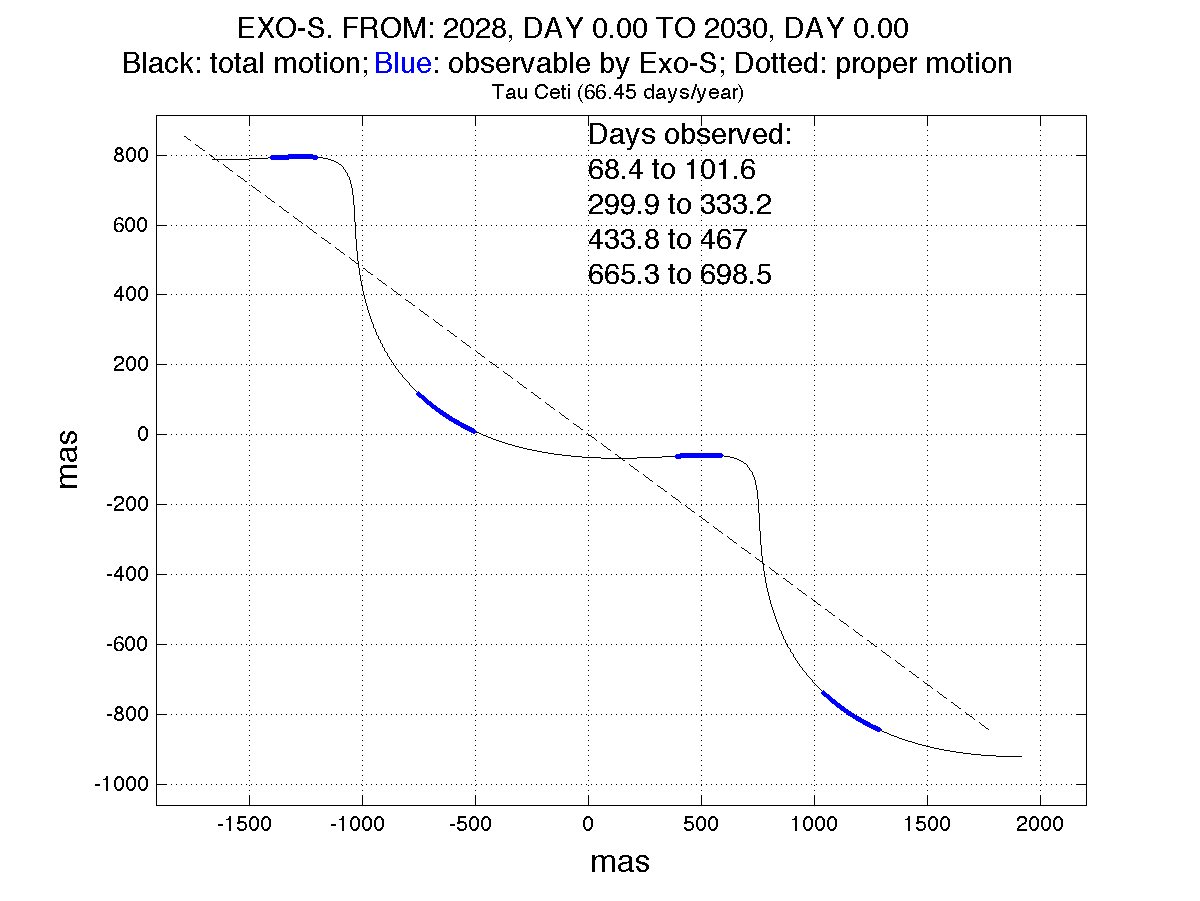 EXO-S. FROM: 2028, DAY 0.00 TO 2030, DAY 0.00
Black: total motion; Blue: observable by Exo-S; Dotted: proper motion
Tau Ceti (66.45 days/year)
Days observed:
68.4 to 101.6
299.9 to 333.2
433.8 to 467
665.3 to 698.5
800
600
400
200
0
-200
-400
-600
-800
-1000
mas
-1500 -1000 -500 0 500 1000 1500 2000
mas